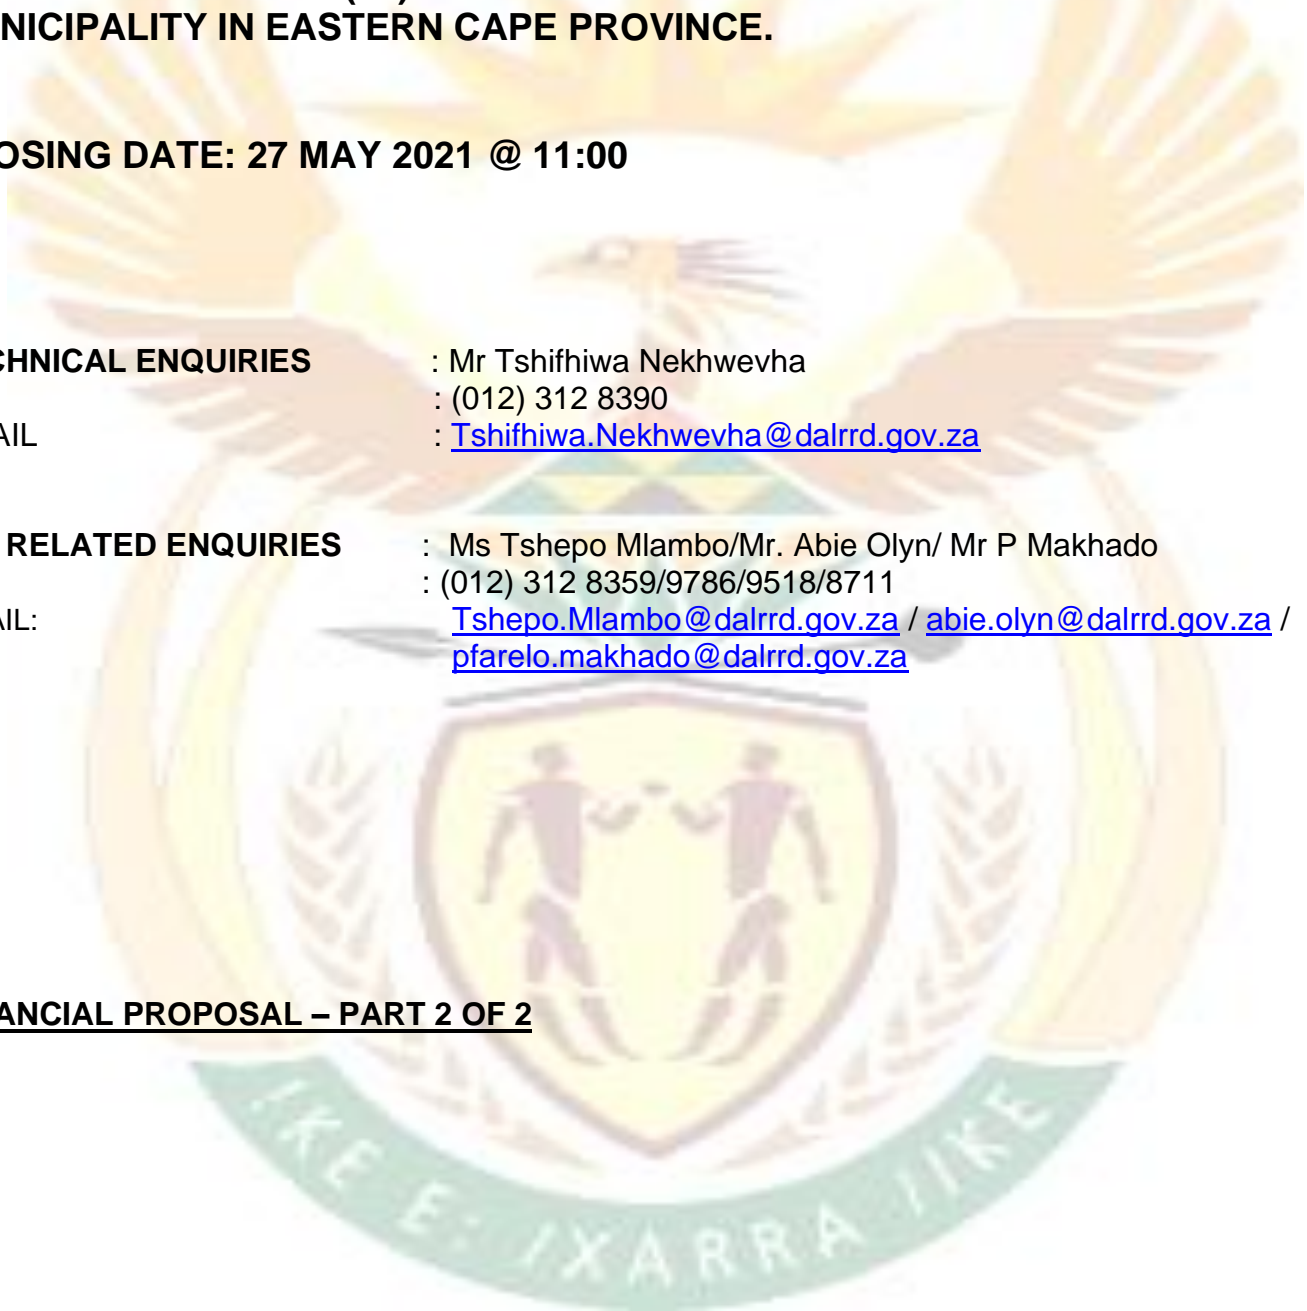 NICIPALITY IN EASTERN CAPE PROVINCE.
OSING DATE: 27 MAY 2021 @ 11:00
CHNICAL ENQUIRIES : Mr Tshifhiwa Nekhwevha
: (012) 312 8390
AIL : Tshifhiwa.Nekhwevha@dalrrd.gov.za
RELATED ENQUIRIES : Ms Tshepo Mlambo/Mr. Abie Olyn/ Mr P Makhado
: (012) 312 8359/9786/9518/8711
AIL: Tshepo.Mlambo@dalrrd.gov.za / abie.olyn@dalrrd.gov.za /
pfarelo.makhado@dalrrd.gov.za
ANCIAL PROPOSAL – PART 2 OF 2
!KE E: /XARRA //KE